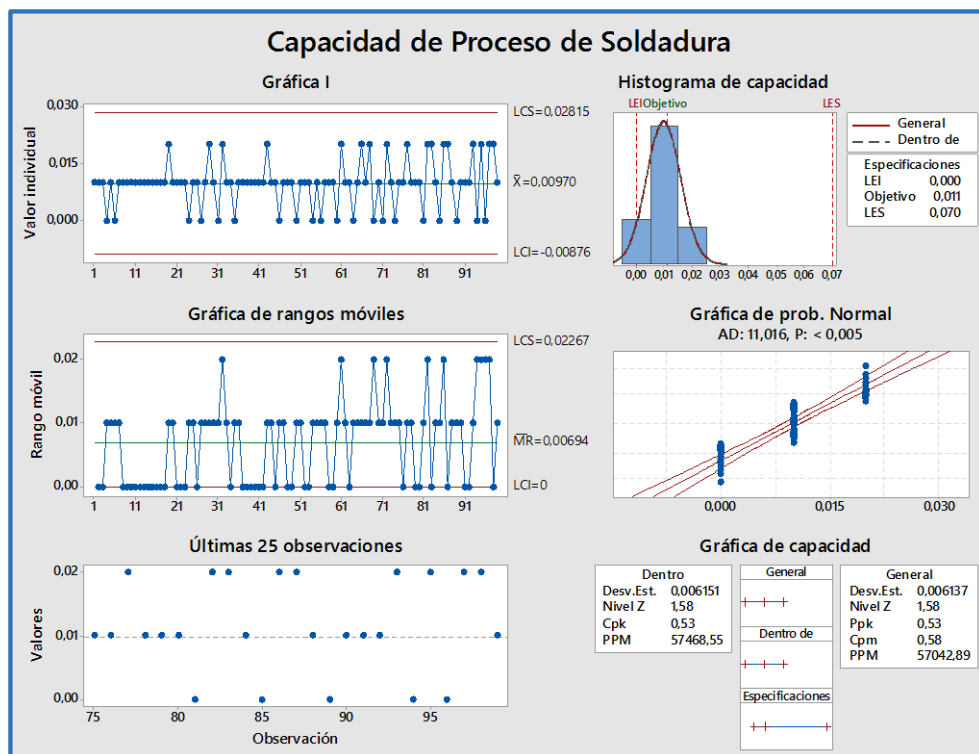 Capacidad de Proceso de Soldadura
Gráfica I
Valor individual
0,030
0,015
0,000
LCS=0,02815
X̄=0,00970
LCI=-0,00876
1 11 21 31 41 51 61 71 81 91
Histograma de capacidad
LEI Objetivo LES
0,00 0,01 0,02 0,03 0,04 0,05 0,06 0,07
General
Dentro de
Especificaciones
LEI 0,000
Objetivo 0,011
LES 0,070
Gráfica de rangos móviles
Rango móvil
0,02
0,01
0,00
LCS=0,02267
M̄R̄=0,00694
LCI=0
1 11 21 31 41 51 61 71 81 91
Gráfica de prob. Normal
AD: 11,016, P: < 0,005
0,000 0,015 0,030
Últimas 25 observaciones
Valores
0,02
0,01
0,00
75 80 85 90 95
Observación
Gráfica de capacidad
Dentro
Desv.Est. 0,006151
Nivel Z 1,58
Cpk 0,53
PPM 57468,55
General
Dentro de
Especificaciones
General
Desv.Est. 0,006137
Nivel Z 1,58
Ppk 0,53
Cpm 0,58
PPM 57042,89